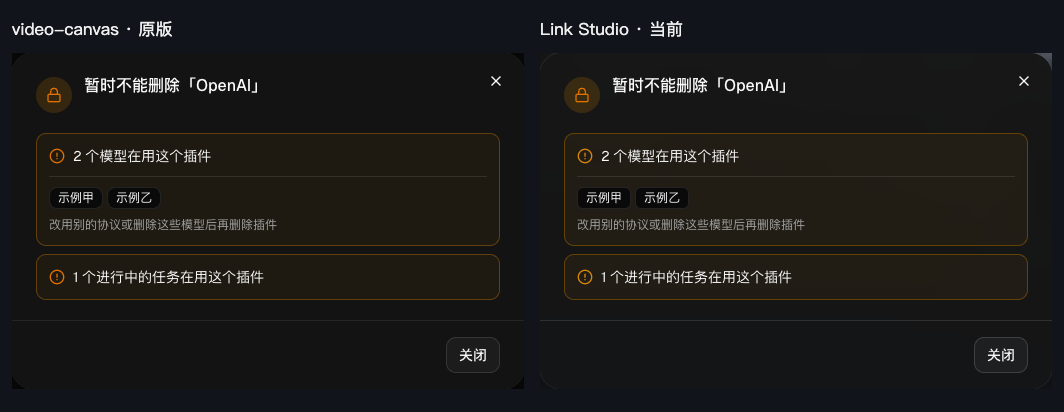 video-canvas · 原版
暂时不能删除「OpenAI」
2 个模型在用这个插件
示例甲 示例乙
改用别的协议或删除这些模型后再删除插件
1 个进行中的任务在用这个插件
关闭
Link Studio · 当前
暂时不能删除「OpenAI」
2 个模型在用这个插件
示例甲 示例乙
改用别的协议或删除这些模型后再删除插件
1 个进行中的任务在用这个插件
关闭